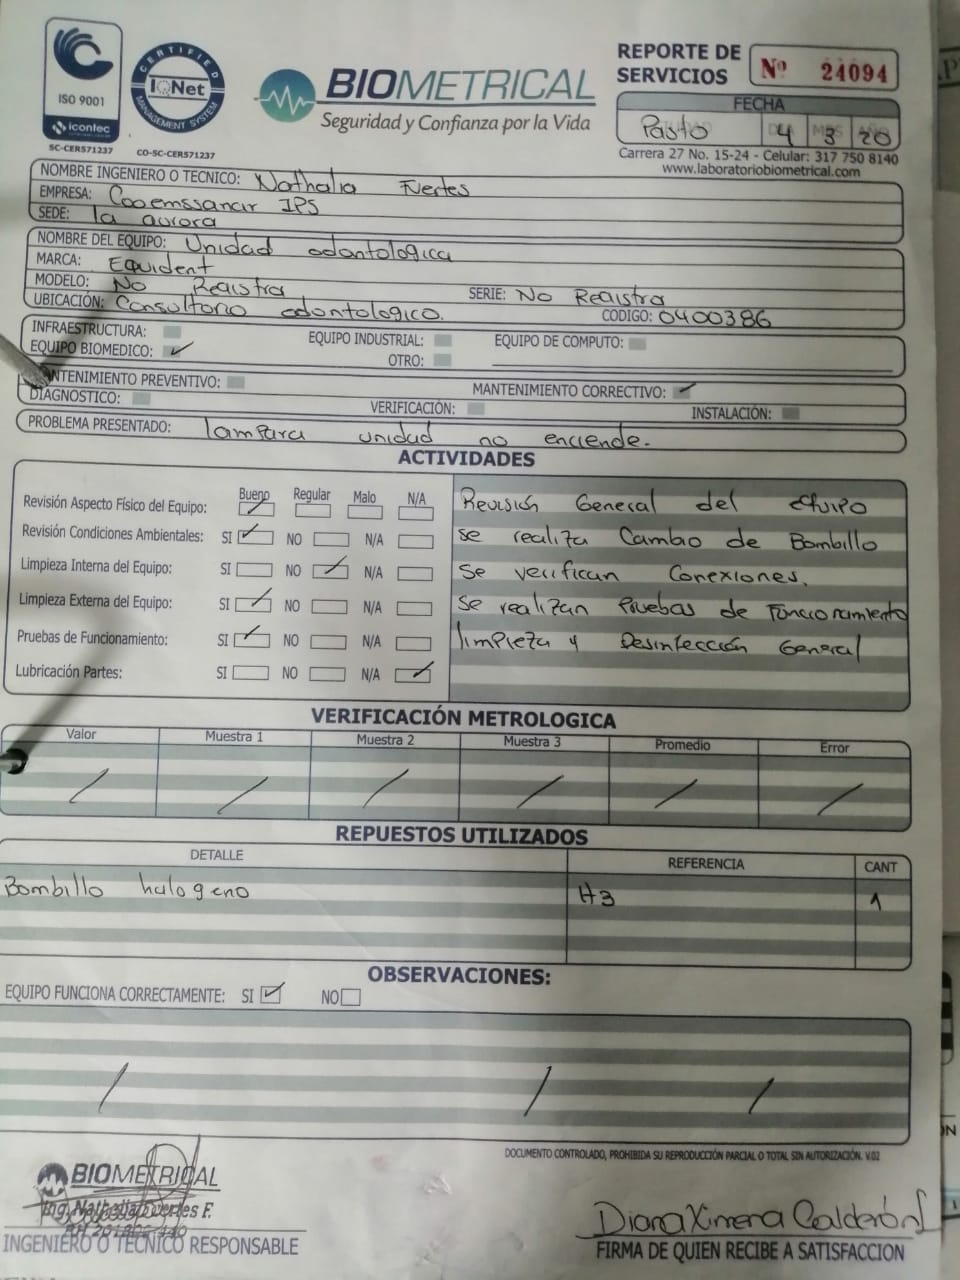 ISO 9001
icontec
SC-CER571237
CERTIFIED
IQNet
MANAGEMENT SYSTEM
CO-SC-CER571237
BIOMETRICAL
Seguridad y Confianza por la Vida
REPORTE DE SERVICIOS Nº 24094
FECHA
Pasto 4 3 20
Carrera 27 No. 15-24 - Celular: 317 750 8140
www.laboratoriobiometrical.com
NOMBRE INGENIERO O TÉCNICO: Nathalia Fuertes
EMPRESA: Cooemssanar IPS
SEDE: la aurora
NOMBRE DEL EQUIPO: Unidad odontologica
MARCA: Equident
MODELO: No Registra SERIE: No Registra
UBICACIÓN: Consultorio odontologico. CODIGO: 0400386
INFRAESTRUCTURA: EQUIPO INDUSTRIAL: EQUIPO DE COMPUTO:
EQUIPO BIOMEDICO: ✓ OTRO:
MANTENIMIENTO PREVENTIVO: MANTENIMIENTO CORRECTIVO: ✓
DIAGNOSTICO: VERIFICACIÓN: INSTALACIÓN:
PROBLEMA PRESENTADO: lampara unidad no enciende.
ACTIVIDADES
Bueno Regular Malo N/A
Revisión Aspecto Físico del Equipo: ✓
Revisión Condiciones Ambientales: SI ✓ NO N/A
Limpieza Interna del Equipo: SI NO ✓ N/A
Limpieza Externa del Equipo: SI ✓ NO N/A
Pruebas de Funcionamiento: SI ✓ NO N/A
Lubricación Partes: SI NO N/A ✓
Revisión General del equipo
se realiza Cambio de Bombillo
se verifican Conexiones.
se realizan Pruebas de Funcionamiento
limpieza y Desinfección General
VERIFICACIÓN METROLOGICA
Valor Muestra 1 Muestra 2 Muestra 3 Promedio Error
/ / / / / /
REPUESTOS UTILIZADOS
DETALLE REFERENCIA CANT
Bombillo halogeno H3 1
OBSERVACIONES:
EQUIPO FUNCIONA CORRECTAMENTE: SI ✓ NO
/ / /
DOCUMENTO CONTROLADO, PROHIBIDA SU REPRODUCCIÓN PARCIAL O TOTAL SIN AUTORIZACIÓN. V.02
BIOMETRICAL
Ing. Nathalia Fuertes F.
INGENIERO O TÉCNICO RESPONSABLE
Diana Ximena Calderón
FIRMA DE QUIEN RECIBE A SATISFACCION